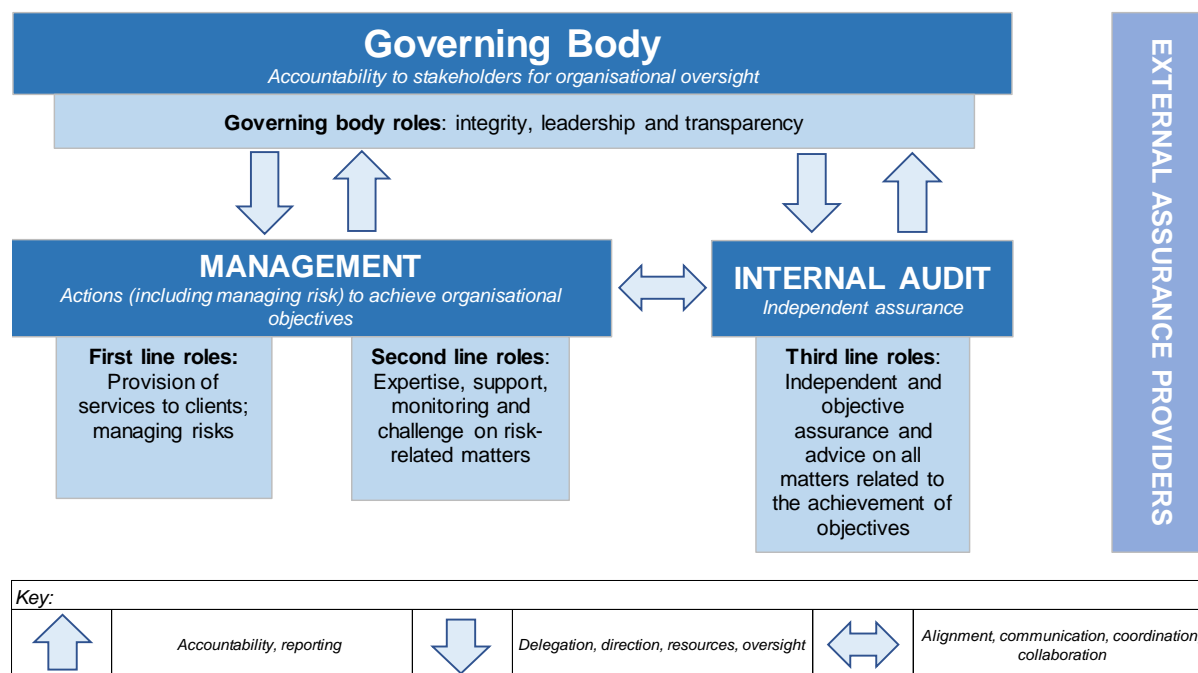 Governing Body
Accountability to stakeholders for organisational oversight
Governing body roles: integrity, leadership and transparency
MANAGEMENT
Actions (including managing risk) to achieve organisational
objectives
INTERNAL AUDIT
Independent assurance
First line roles:
Provision of
services to clients;
managing risks
Second line roles:
Expertise, support,
monitoring and
challenge on risk-
related matters
Third line roles:
Independent and
objective
assurance and
advice on all
matters related to
the achievement of
objectives
EXTERNAL ASSURANCE PROVIDERS
Key:
Accountability, reporting
Delegation, direction, resources, oversight
Alignment, communication, coordination
collaboration